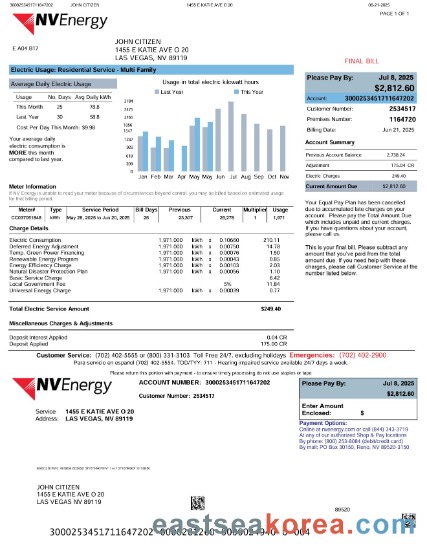 3000253451711647202 JOHN CITIZEN 1455 E KATIE AVE O 20 06-21-2025
PAGE 1 OF 1
NVEnergy
JOHN CITIZEN
1455 E KATIE AVE O 20
LAS VEGAS, NV 89119
E A04 B17
FINAL BILL
Electric Usage: Residential Service - Multi Family
Average Daily Electric Usage
Usage No. Days Avg Daily kWh
This Month 25 78.8
Last Year 30 58.8
Cost Per Day This Month: $9.98
Your average daily
electric consumption is
MORE this month
compared to last year.
Usage in total electric kilowatt hours
Last Year This Year
Jan Feb Mar Apr May Jun Jul Aug Sep Oct Nov Dec Jun
Please Pay By: Jul 8, 2025
$2,812.60
Account: 3000253451711647202
Customer Number: 2534517
Premises Number: 1164720
Billing Date: Jun 21, 2025
Account Summary
Previous Account Balance 2,738.24
Adjustment 175.04 CR
Electric Charges 249.40
Current Amount Due $2,812.60
Your Equal Pay Plan has been canceled
due to accumulated late charges on your
account. Please pay the Total Amount Due
which includes unpaid and current charges. If
you have questions about your account,
please call us.
This is your final bill. Please subtract any
amount that you've paid from the total
amount due. If you need help with these
charges, please call Customer Service at the
number listed below.
Meter Information
If NV Energy is unable to read your meter because of circumstances beyond control, you may be billed based on estimated usage
for that billing period.
Meter# Type Service Period Bill Days Previous Current Multiplier Usage
kWh May 26, 2025 to Jun 20, 2025 25 1 1,971
Charge Details
Electric Consumption 1,971.000 kWh x 0.10660 210.11
Deferred Energy Adjustment 1,971.000 kWh x 0.00750 14.78
Temp. Green Power Financing 1,971.000 kWh x 0.00076 1.50
Renewable Energy Program 1,971.000 kWh x 0.00043 0.85
Energy Efficiency Charge 1,971.000 kWh x 0.00103 2.03
Natural Disaster Protection Plan 1,971.000 kWh x 0.00056 1.10
Basic Service Charge 6.42
Local Government Fee 5% 11.84
Universal Energy Charge 1,971.000 kWh x 0.00039 0.77
Total Electric Service Amount $249.40
Miscellaneous Charges & Adjustments
Deposit Interest Applied 0.04 CR
Deposit Applied 175.00 CR
Customer Service: (702) 402-5555 or (800) 331-3103 Toll Free 24/7, excluding holidays Emergencies: (702) 402-2900
Para servicio en español (702) 402-5554, TDD/TYY: 711 - Hearing impaired service available 24/7 days a week
Please return this portion with payment - to ensure timely processing do not use staples or tape
NVEnergy
ACCOUNT NUMBER: 3000253451711647202
Customer Number: 2534517
Service 1455 E KATIE AVE O 20
Address: LAS VEGAS, NV 89119
Please Pay By: Jul 8, 2025
$2,812.60
Enter Amount
Enclosed: $
Payment Options:
Online at nvenergy.com or call (844) 343-3719
At any of our authorized Shop & Pay locations
By phone: (800) 253-8084 (debit/credit card)
By mail: PO Box 30150, Reno, NV 89520-3150
JOHN CITIZEN
1455 E KATIE AVE O 20
LAS VEGAS NV 89119
89520
eastseakorea.com